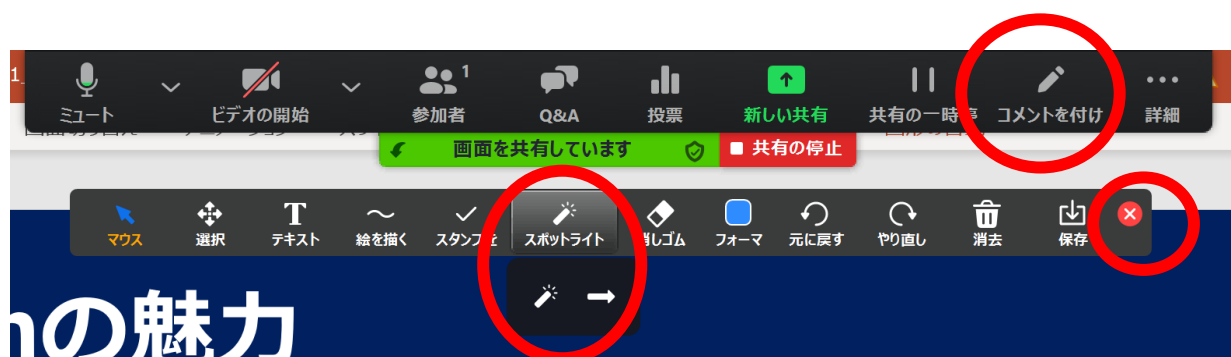 1
ミュート ビデオの開始 参加者 1 Q&A 投票 新しい共有 共有の一時停 コメントを付け 詳細
画面を共有しています 共有の停止
マウス 選択 テキスト 絵を描く スタンプを スポットライト 消しゴム フォーマ 元に戻す やり直し 消去 保存
の魅力